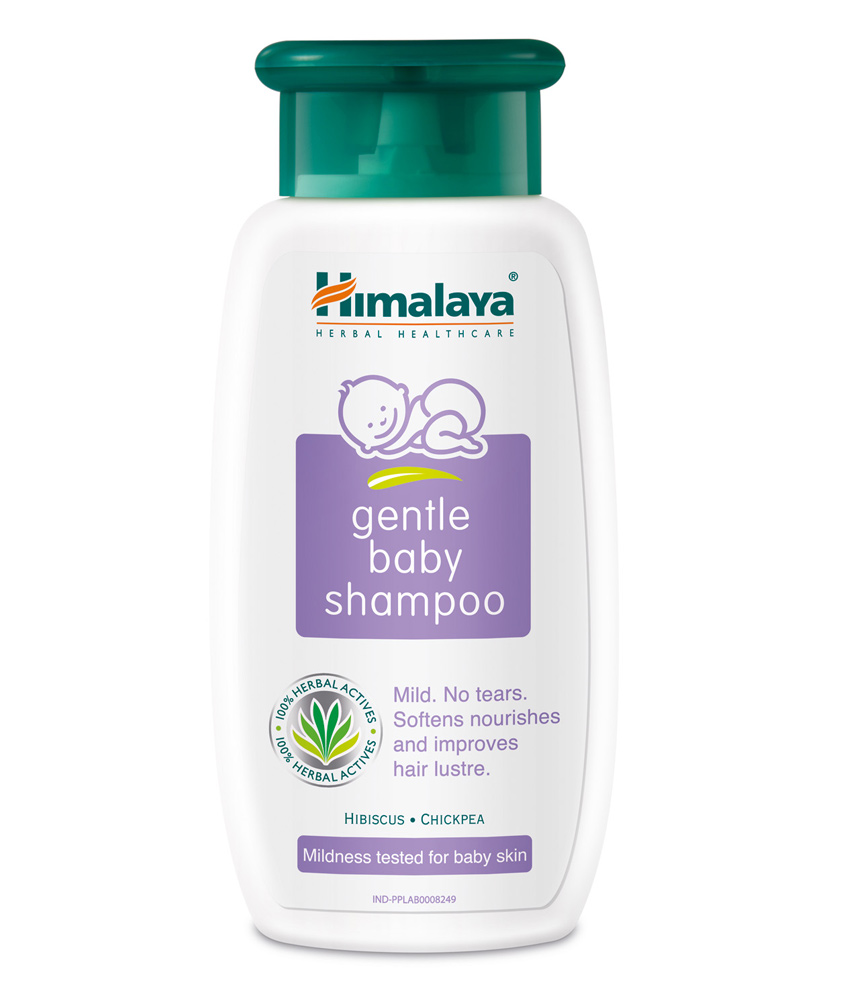 Himalaya®
HERBAL HEALTHCARE
gentle
baby
shampoo
100% HERBAL ACTIVES
100% HERBAL ACTIVES
Mild. No tears.
Softens nourishes
and improves
hair lustre.
HIBISCUS • CHICKPEA
Mildness tested for baby skin
IND-PPLAB0008249